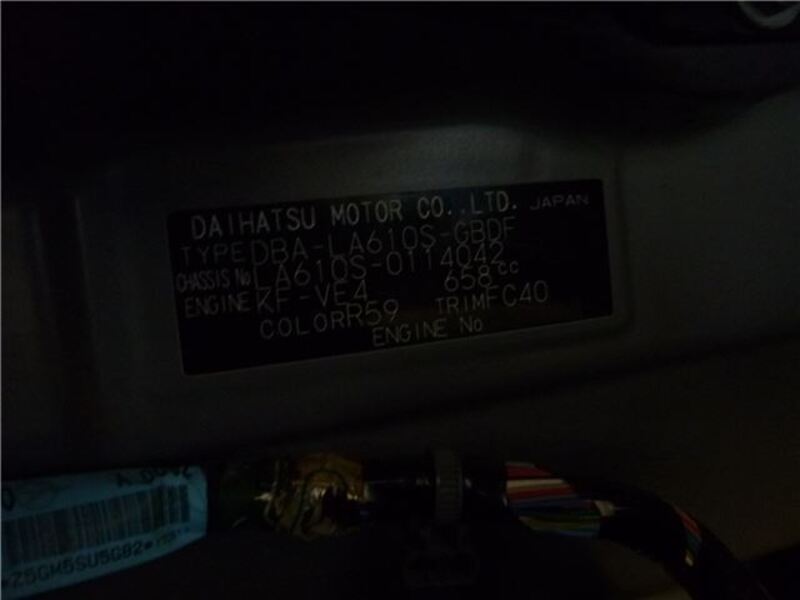 DAIHATSU MOTOR CO.,LTD. JAPAN
TYPE DBA-LA610S-GBDF
CHASSIS No LA610S-0114042
ENGINE KF-VE4 658cc
COLOR R59 TRIM FC40
ENGINE No
*25GM5SU5G82*